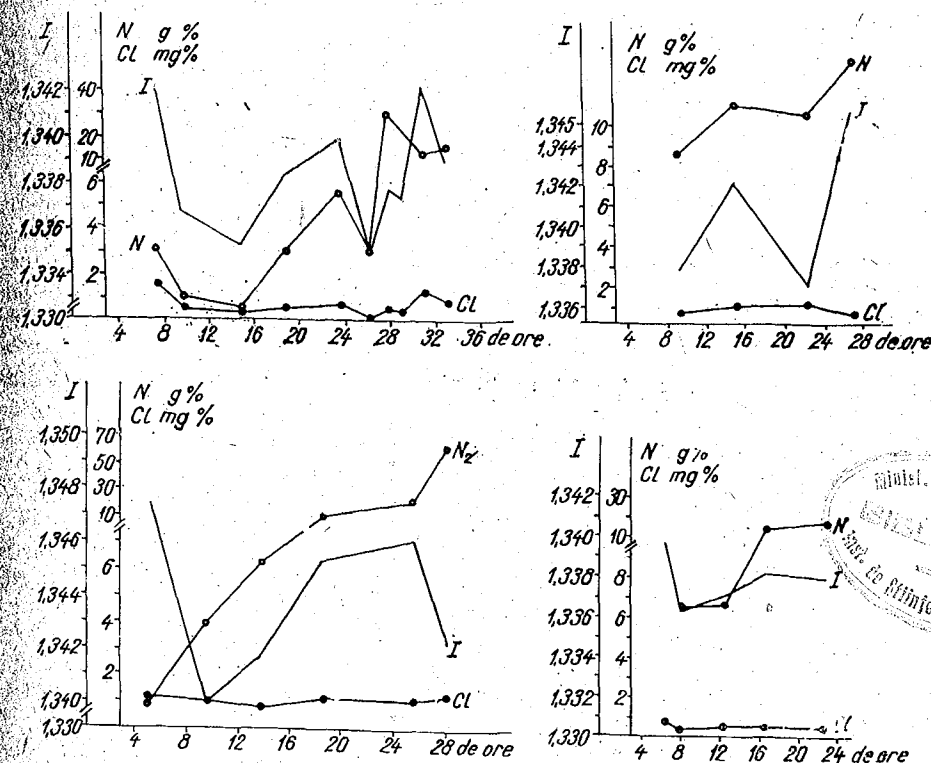 I
N g %
Cl mg%
1,342
1,340
1,338
1,336
1,334
1,330
40
20
10
6
4
2
I
N
Cl
4 8 12 16 20 24 28 32 36 de ore
I
N g%
Cl mg%
1,345
1,344
1,342
1,340
1,338
1,336
10
8
6
4
2
N
I
Cl
4 8 12 16 20 24 28 de ore
I
N g%
Cl mg %
1,350
1,348
1,346
1,344
1,342
1,340
1,330
70
50
30
10
6
4
2
N2
I
Cl
8 12 16 20 24 28 de ore
I
N g%
Cl mg%
1,342
1,340
1,338
1,336
1,334
1,332
1,330
30
10
8
6
4
2
N
I
4 8 12 16 20 24 de ore
Minist.
Inst. de